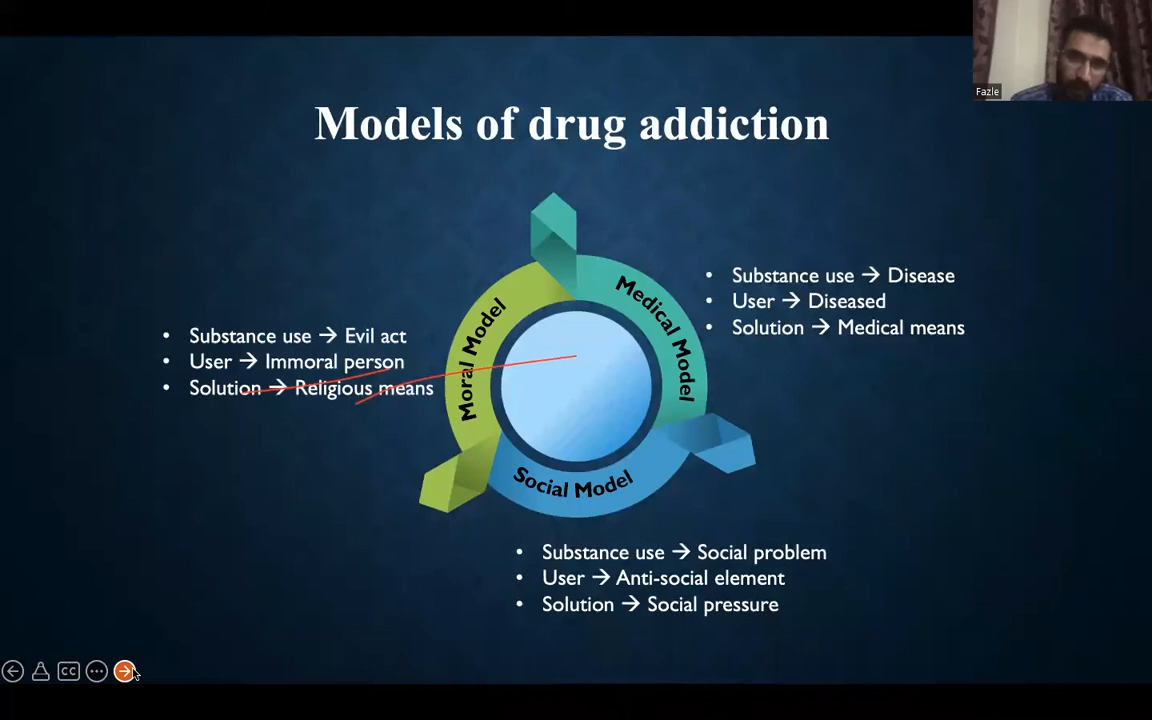 Fazle
Models of drug addiction
Moral Model
• Substance use → Evil act
• User → Immoral person
• Solution → Religious means
Medical Model
• Substance use → Disease
• User → Diseased
• Solution → Medical means
Social Model
• Substance use → Social problem
• User → Anti-social element
• Solution → Social pressure
CC